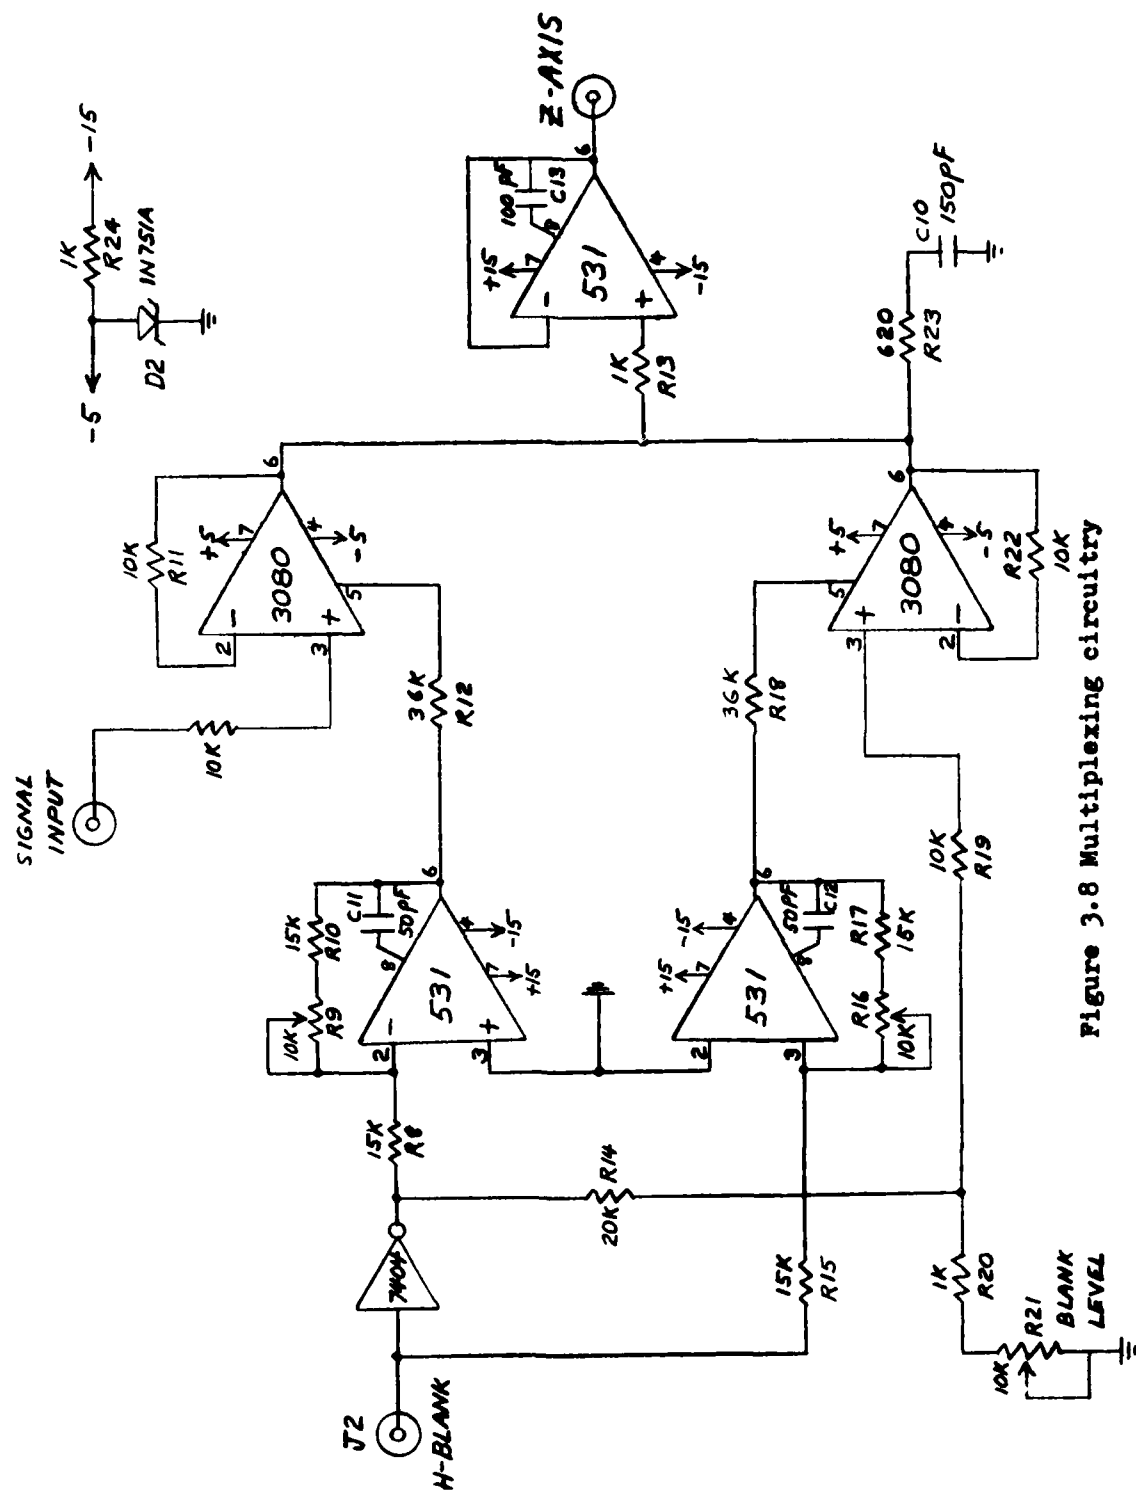 SIGNAL
INPUT
10K
10K
R11
+5
7
6
2
−
3080
3
+
4
-5
5
-5
1K
R24
-15
D2
1N751A
J2
H-BLANK
7404
15K
R8
10K
R9
15K
R10
C11
50pF
8
6
2
−
531
3
+
4
-15
7
+15
36K
R12
20K
R14
15K
R15
+15
7
-15
4
2
531
3
8
6
50PF
C12
R16
10K
R17
15K
36K
R18
10K
R19
1K
R20
10K
R21
BLANK
LEVEL
+5
7
5
3
+
3080
2
−
4
-5
6
R22
10K
620
R23
C10
150pF
1K
R13
+15
7
8
100 pF
C13
−
531
+
4
-15
6
Z-AXIS
Figure 3.8 Multiplexing circuitry